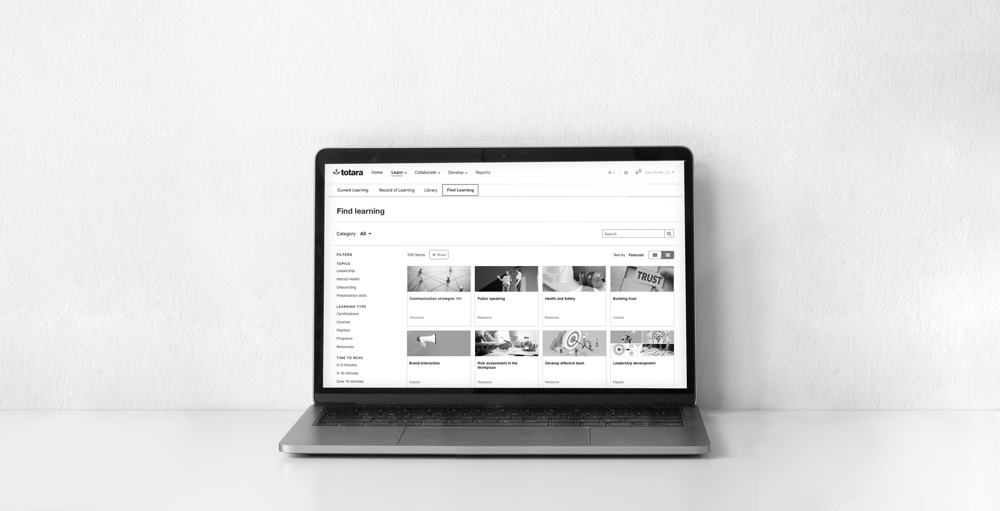 totara Home Learn Collaborate Develop Reports John Smith
Current Learning Record of Learning Library Find Learning
Find learning
Category All
Search
FILTERS
TOPICS
Leadership
Mental Health
Onboarding
Presentation skills
LEARNING TYPE
Certifications
Courses
Playlists
Programs
Resources
TIME TO READ
0-5 minutes
5-10 minutes
Over 10 minutes
100 items Share
Sort by Featured
TRUST
Communication strategies 101
Resource
Public speaking
Resource
Health and Safety
Resource
Building trust
Course
Brand interaction
Course
Risk assessment in the
Workplace
Resource
Develop effective team
Resource
Leadership development
Playlist